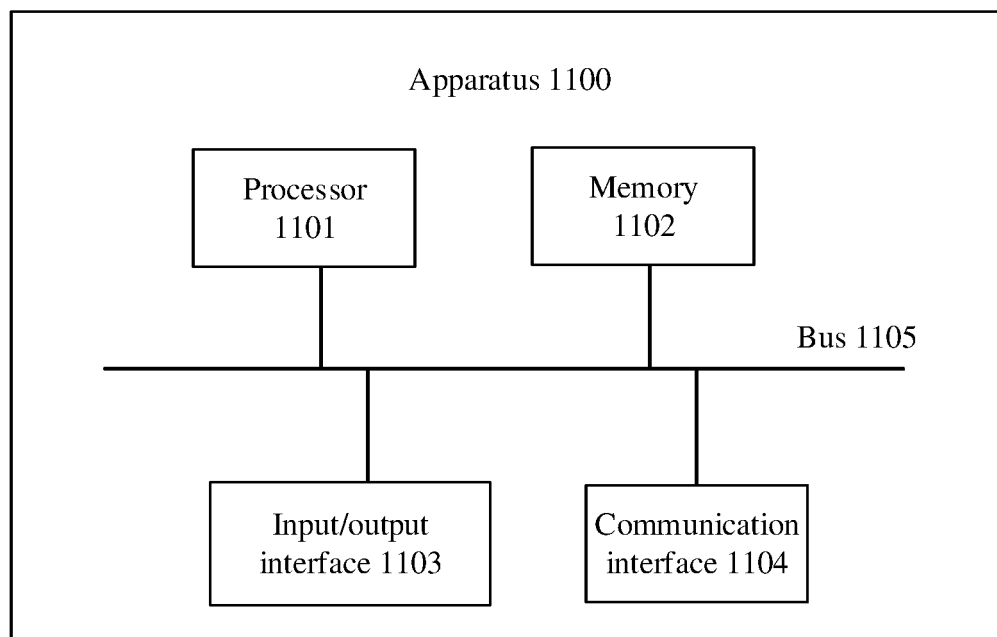 Apparatus 1100
Processor
1101
Memory
1102
Bus 1105
Input/output
interface 1103
Communication
interface 1104